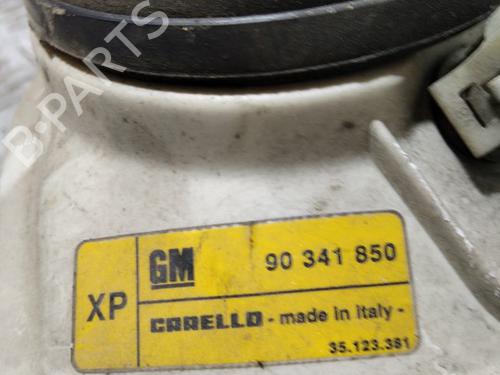 B-PARTS
GM 90 341 850
XP
CARELLO - made in italy -
35.123.381